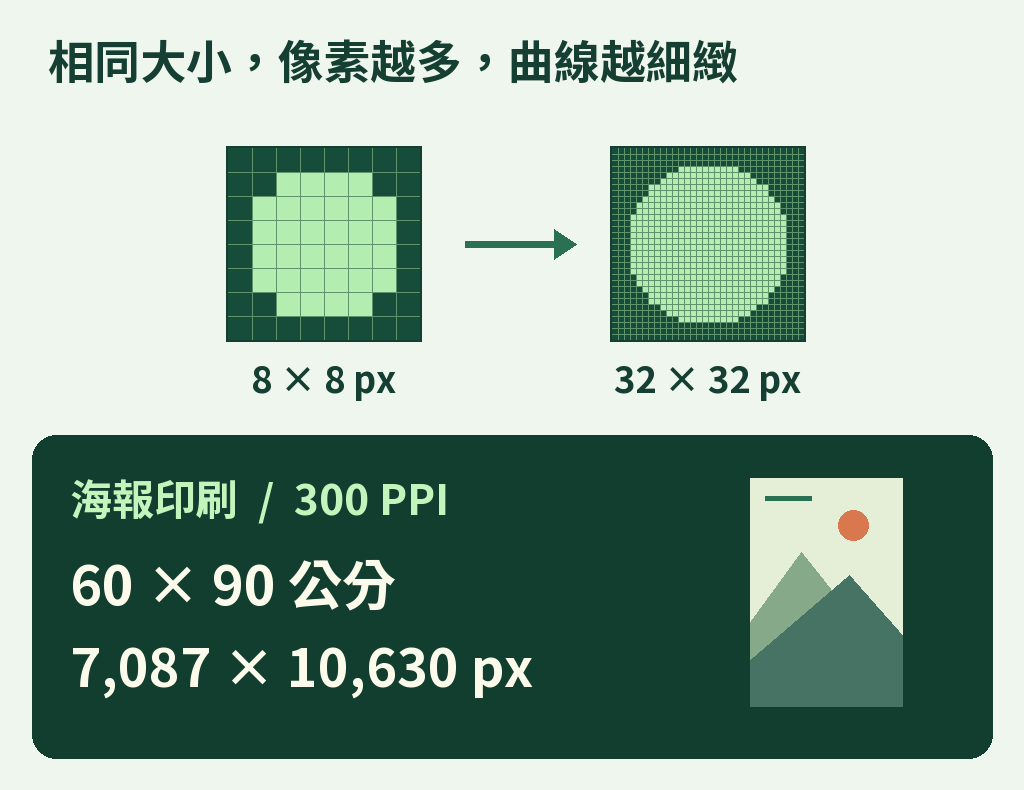 相同大小，像素越多，曲線越細緻
8 × 8 px
32 × 32 px
海報印刷 / 300 PPI
60 × 90 公分
7,087 × 10,630 px